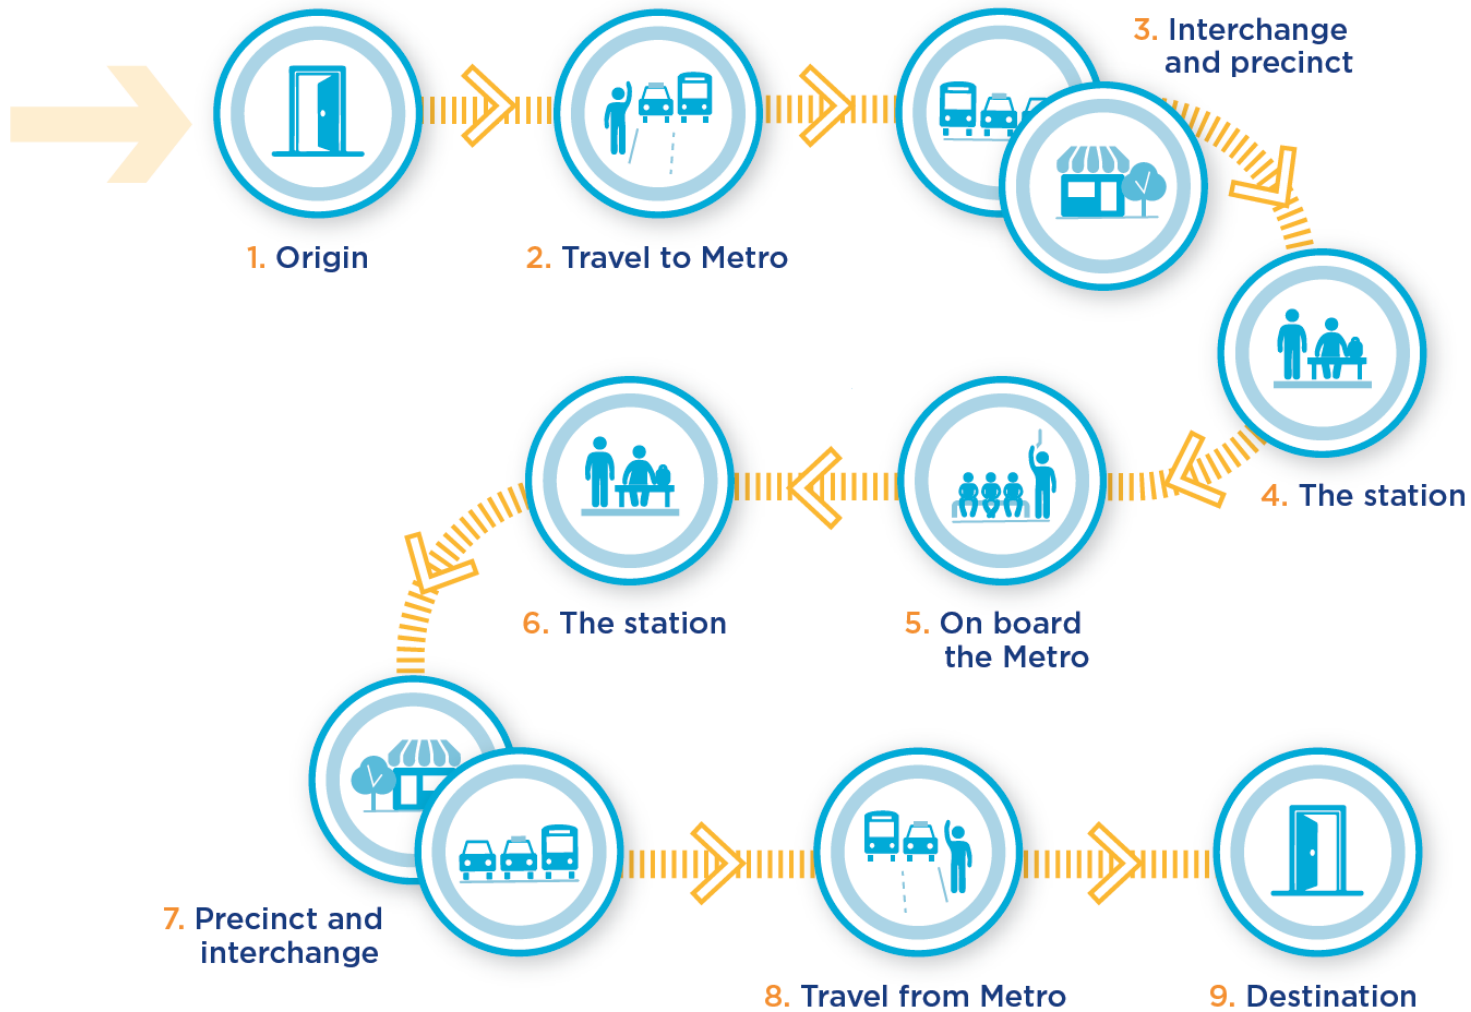 1. Origin
2. Travel to Metro
3. Interchange
and precinct
4. The station
5. On board
the Metro
6. The station
7. Precinct and
interchange
8. Travel from Metro
9. Destination